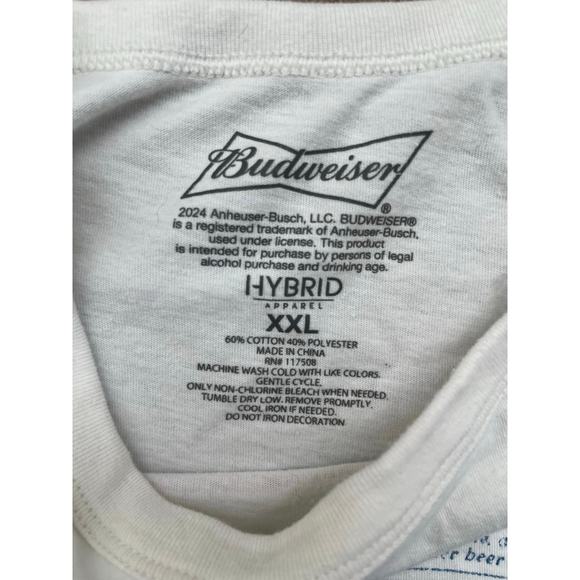 Budweiser
®
2024 Anheuser-Busch, LLC. BUDWEISER®
is a registered trademark of Anheuser-Busch,
used under license. This product
is intended for purchase by persons of legal
alcohol purchase and drinking age.
HYBRID
APPAREL
XXL
60% COTTON 40% POLYESTER
MADE IN CHINA
RN# 117508
MACHINE WASH COLD WITH LIKE COLORS.
GENTLE CYCLE.
ONLY NON-CHLORINE BLEACH WHEN NEEDED.
TUMBLE DRY LOW. REMOVE PROMPTLY.
COOL IRON IF NEEDED.
DO NOT IRON DECORATION.
beer